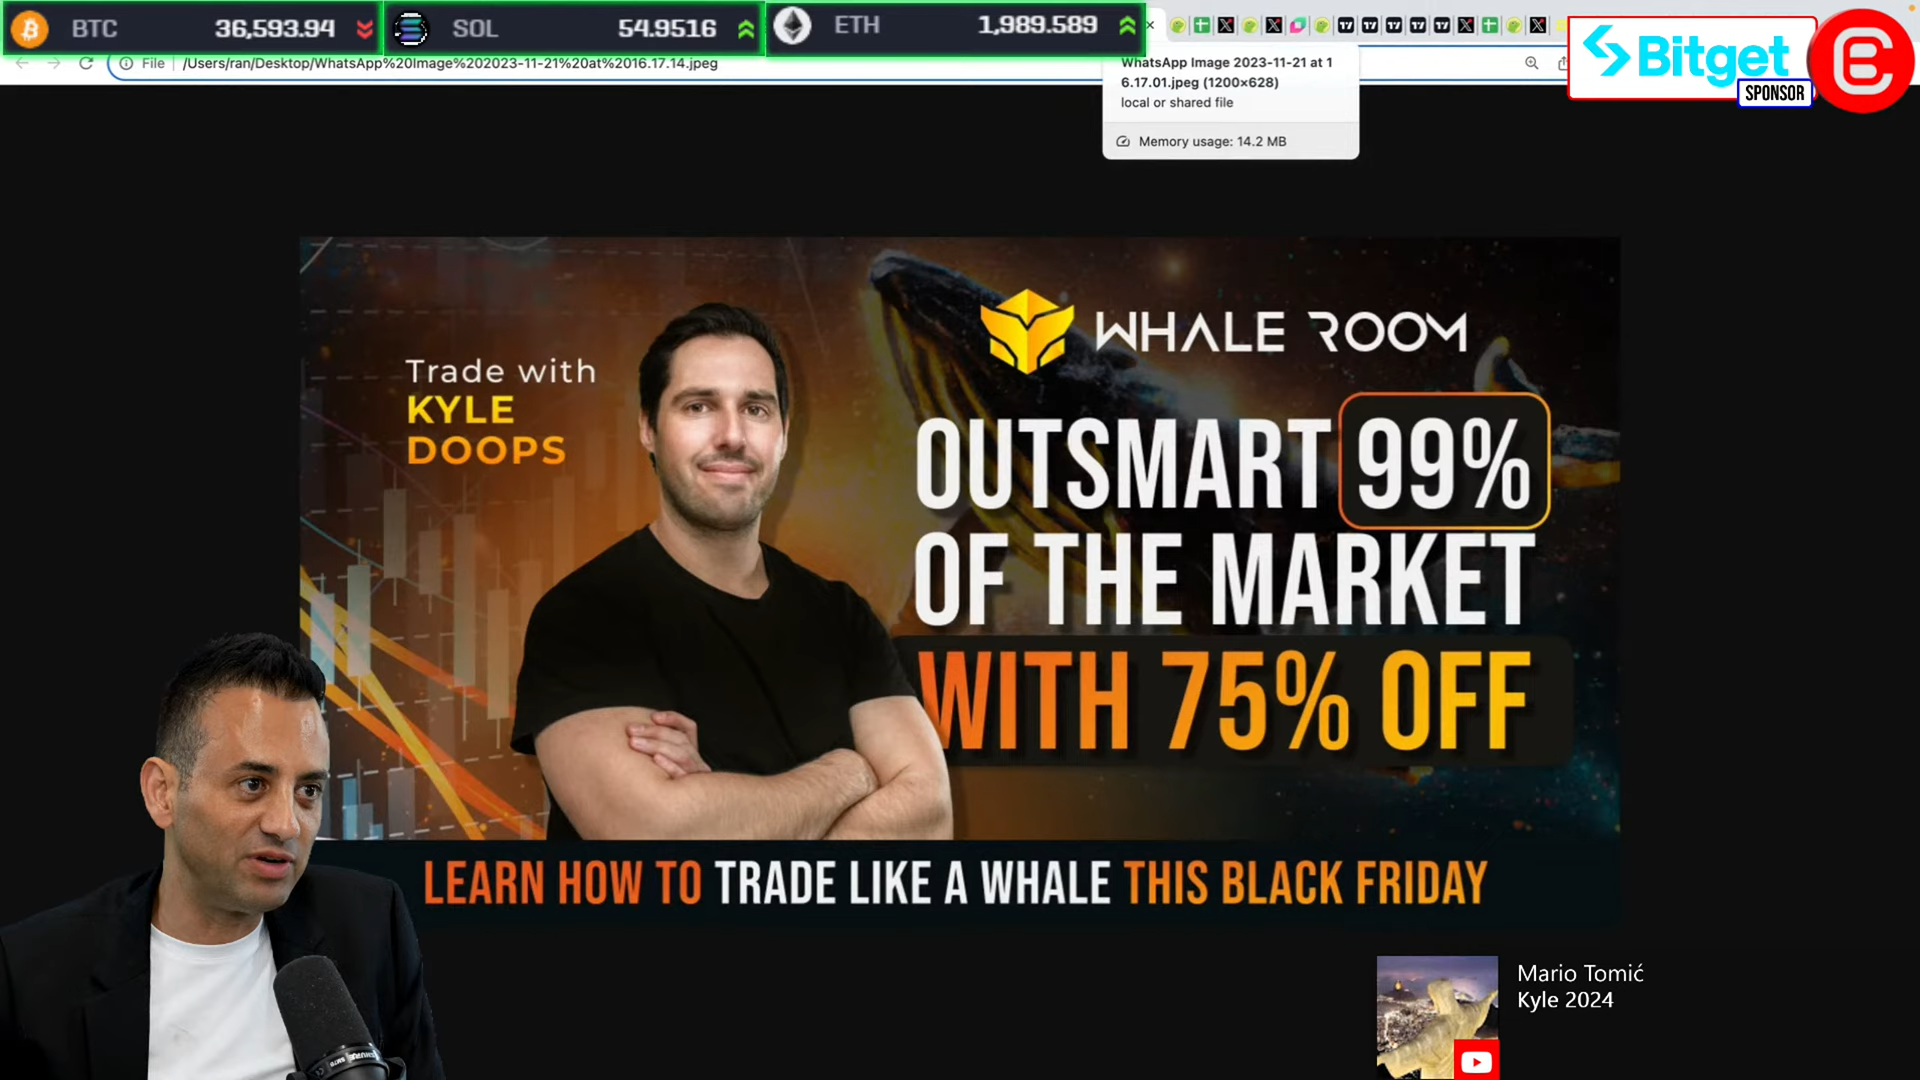 BTC 36,593.94
SOL 54.9516
ETH 1,989.589
File /Users/ran/Desktop/WhatsApp%20Image%202023-11-21%20at%2016.17.14.jpeg
WhatsApp Image 2023-11-21 at 1
6.17.01.jpeg (1200×628)
local or shared file
Memory usage: 14.2 MB
Bitget
SPONSOR
WHALE ROOM
Trade with
KYLE
DOOPS
OUTSMART 99%
OF THE MARKET
WITH 75% OFF
LEARN HOW TO TRADE LIKE A WHALE THIS BLACK FRIDAY
Mario Tomić
Kyle 2024